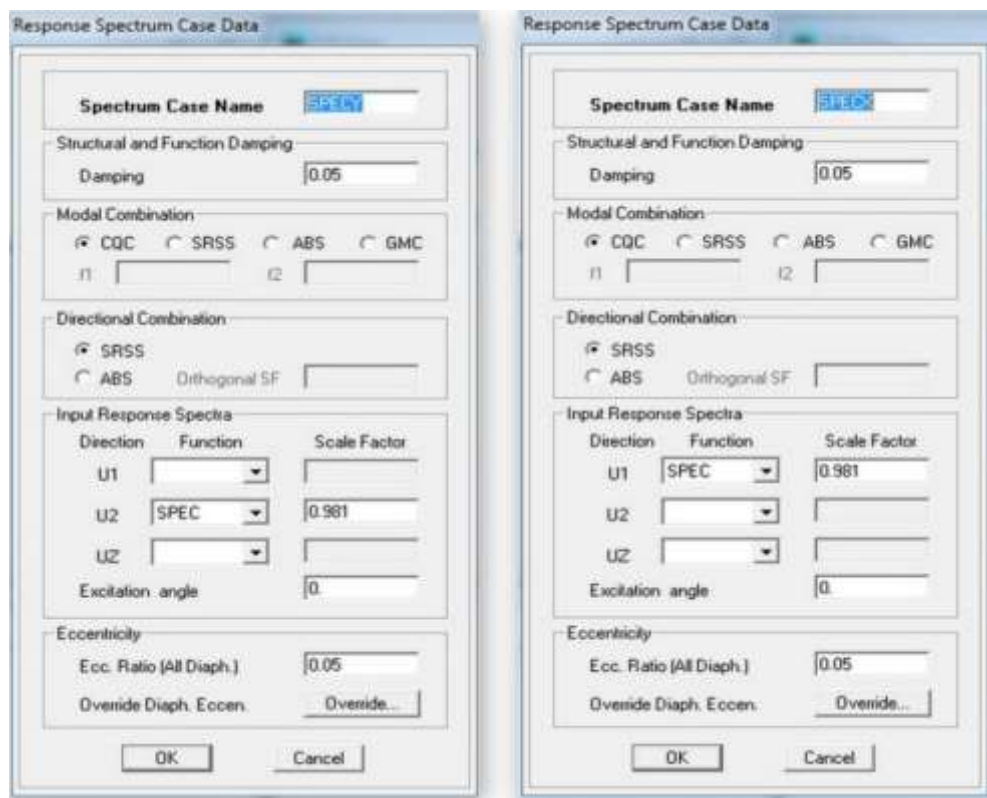 Response Spectrum Case Data
Spectrum Case Name SPECY
Structural and Function Damping
Damping 0.05
Modal Combination
CQC SRSS ABS GMC
f1 f2
Directional Combination
SRSS
ABS Orthogonal SF
Input Response Spectra
Direction Function Scale Factor
U1
U2 SPEC 0.981
UZ
Excitation angle 0.
Eccentricity
Ecc. Ratio (All Diaph.) 0.05
Override Diaph. Eccen. Override...
OK Cancel
Response Spectrum Case Data
Spectrum Case Name SPECX
Structural and Function Damping
Damping 0.05
Modal Combination
CQC SRSS ABS GMC
f1 f2
Directional Combination
SRSS
ABS Orthogonal SF
Input Response Spectra
Direction Function Scale Factor
U1 SPEC 0.981
U2
UZ
Excitation angle 0.
Eccentricity
Ecc. Ratio (All Diaph.) 0.05
Override Diaph. Eccen. Override...
OK Cancel